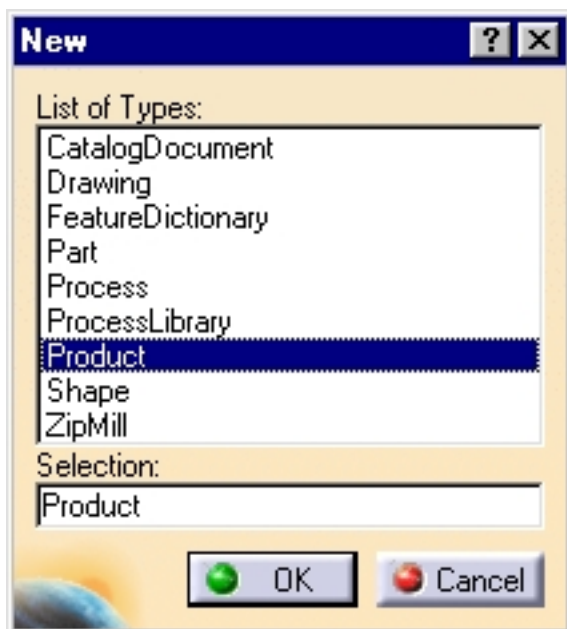 New
List of Types:
CatalogDocument
Drawing
FeatureDictionary
Part
Process
ProcessLibrary
Product
Shape
ZipMill
Selection:
Product
OK Cancel